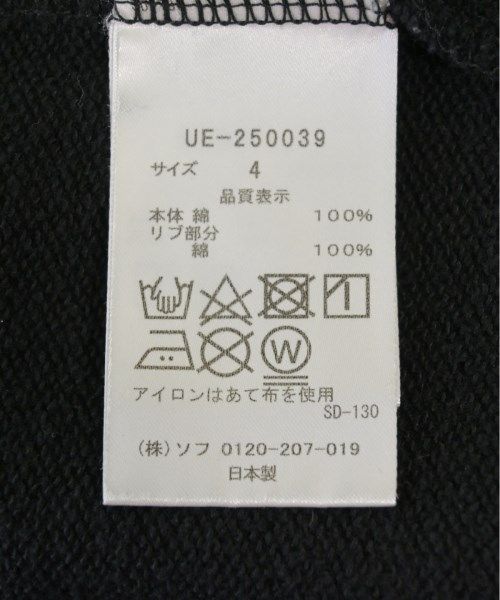 UE-250039
サイズ 4
品質表示
本体 綿 100%
リブ部分
綿 100%
W
アイロンはあて布を使用
SD-130
(株)ソフ 0120-207-019
日本製